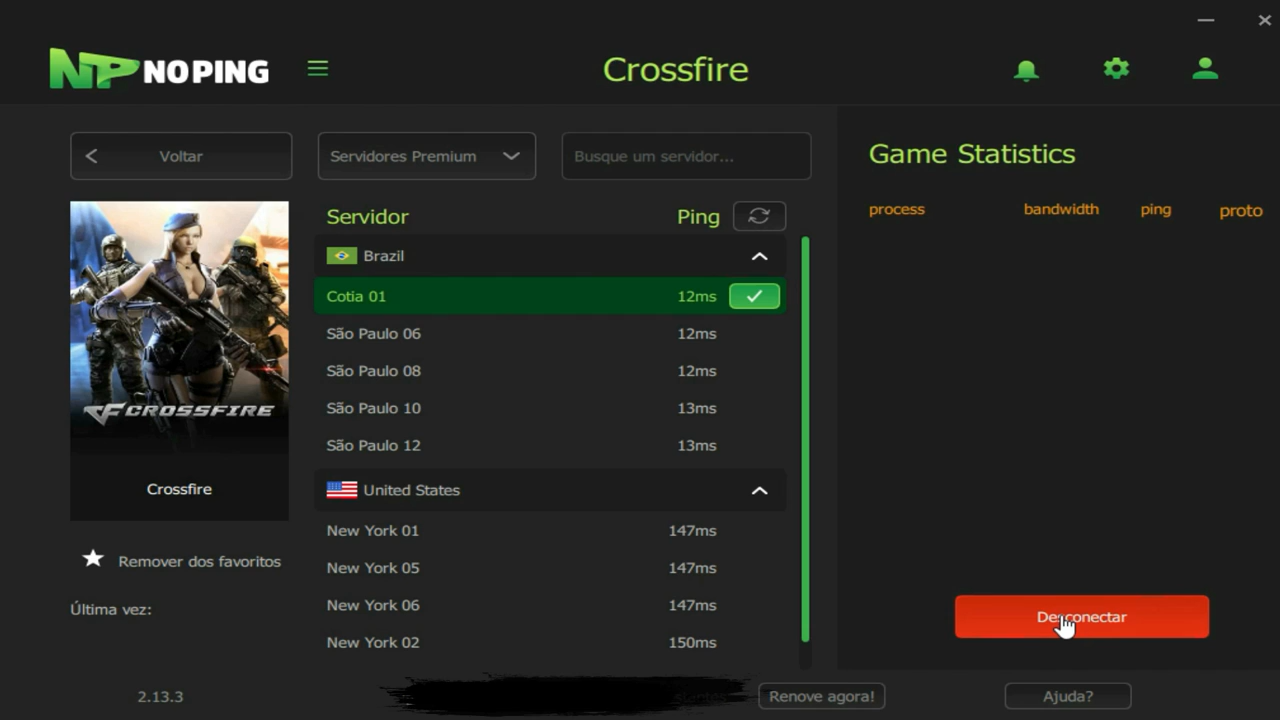 NP NOPING
Crossfire
Voltar
Servidores Premium
Busque um servidor...
Servidor Ping
Brazil
Cotia 01 12ms
São Paulo 06 12ms
São Paulo 08 12ms
São Paulo 10 13ms
São Paulo 12 13ms
United States
New York 01 147ms
New York 05 147ms
New York 06 147ms
New York 02 150ms
CF CROSSFIRE
Crossfire
Remover dos favoritos
Última vez:
Game Statistics
process bandwidth ping proto
Desconectar
2.13.3
Renove agora!
Ajuda?